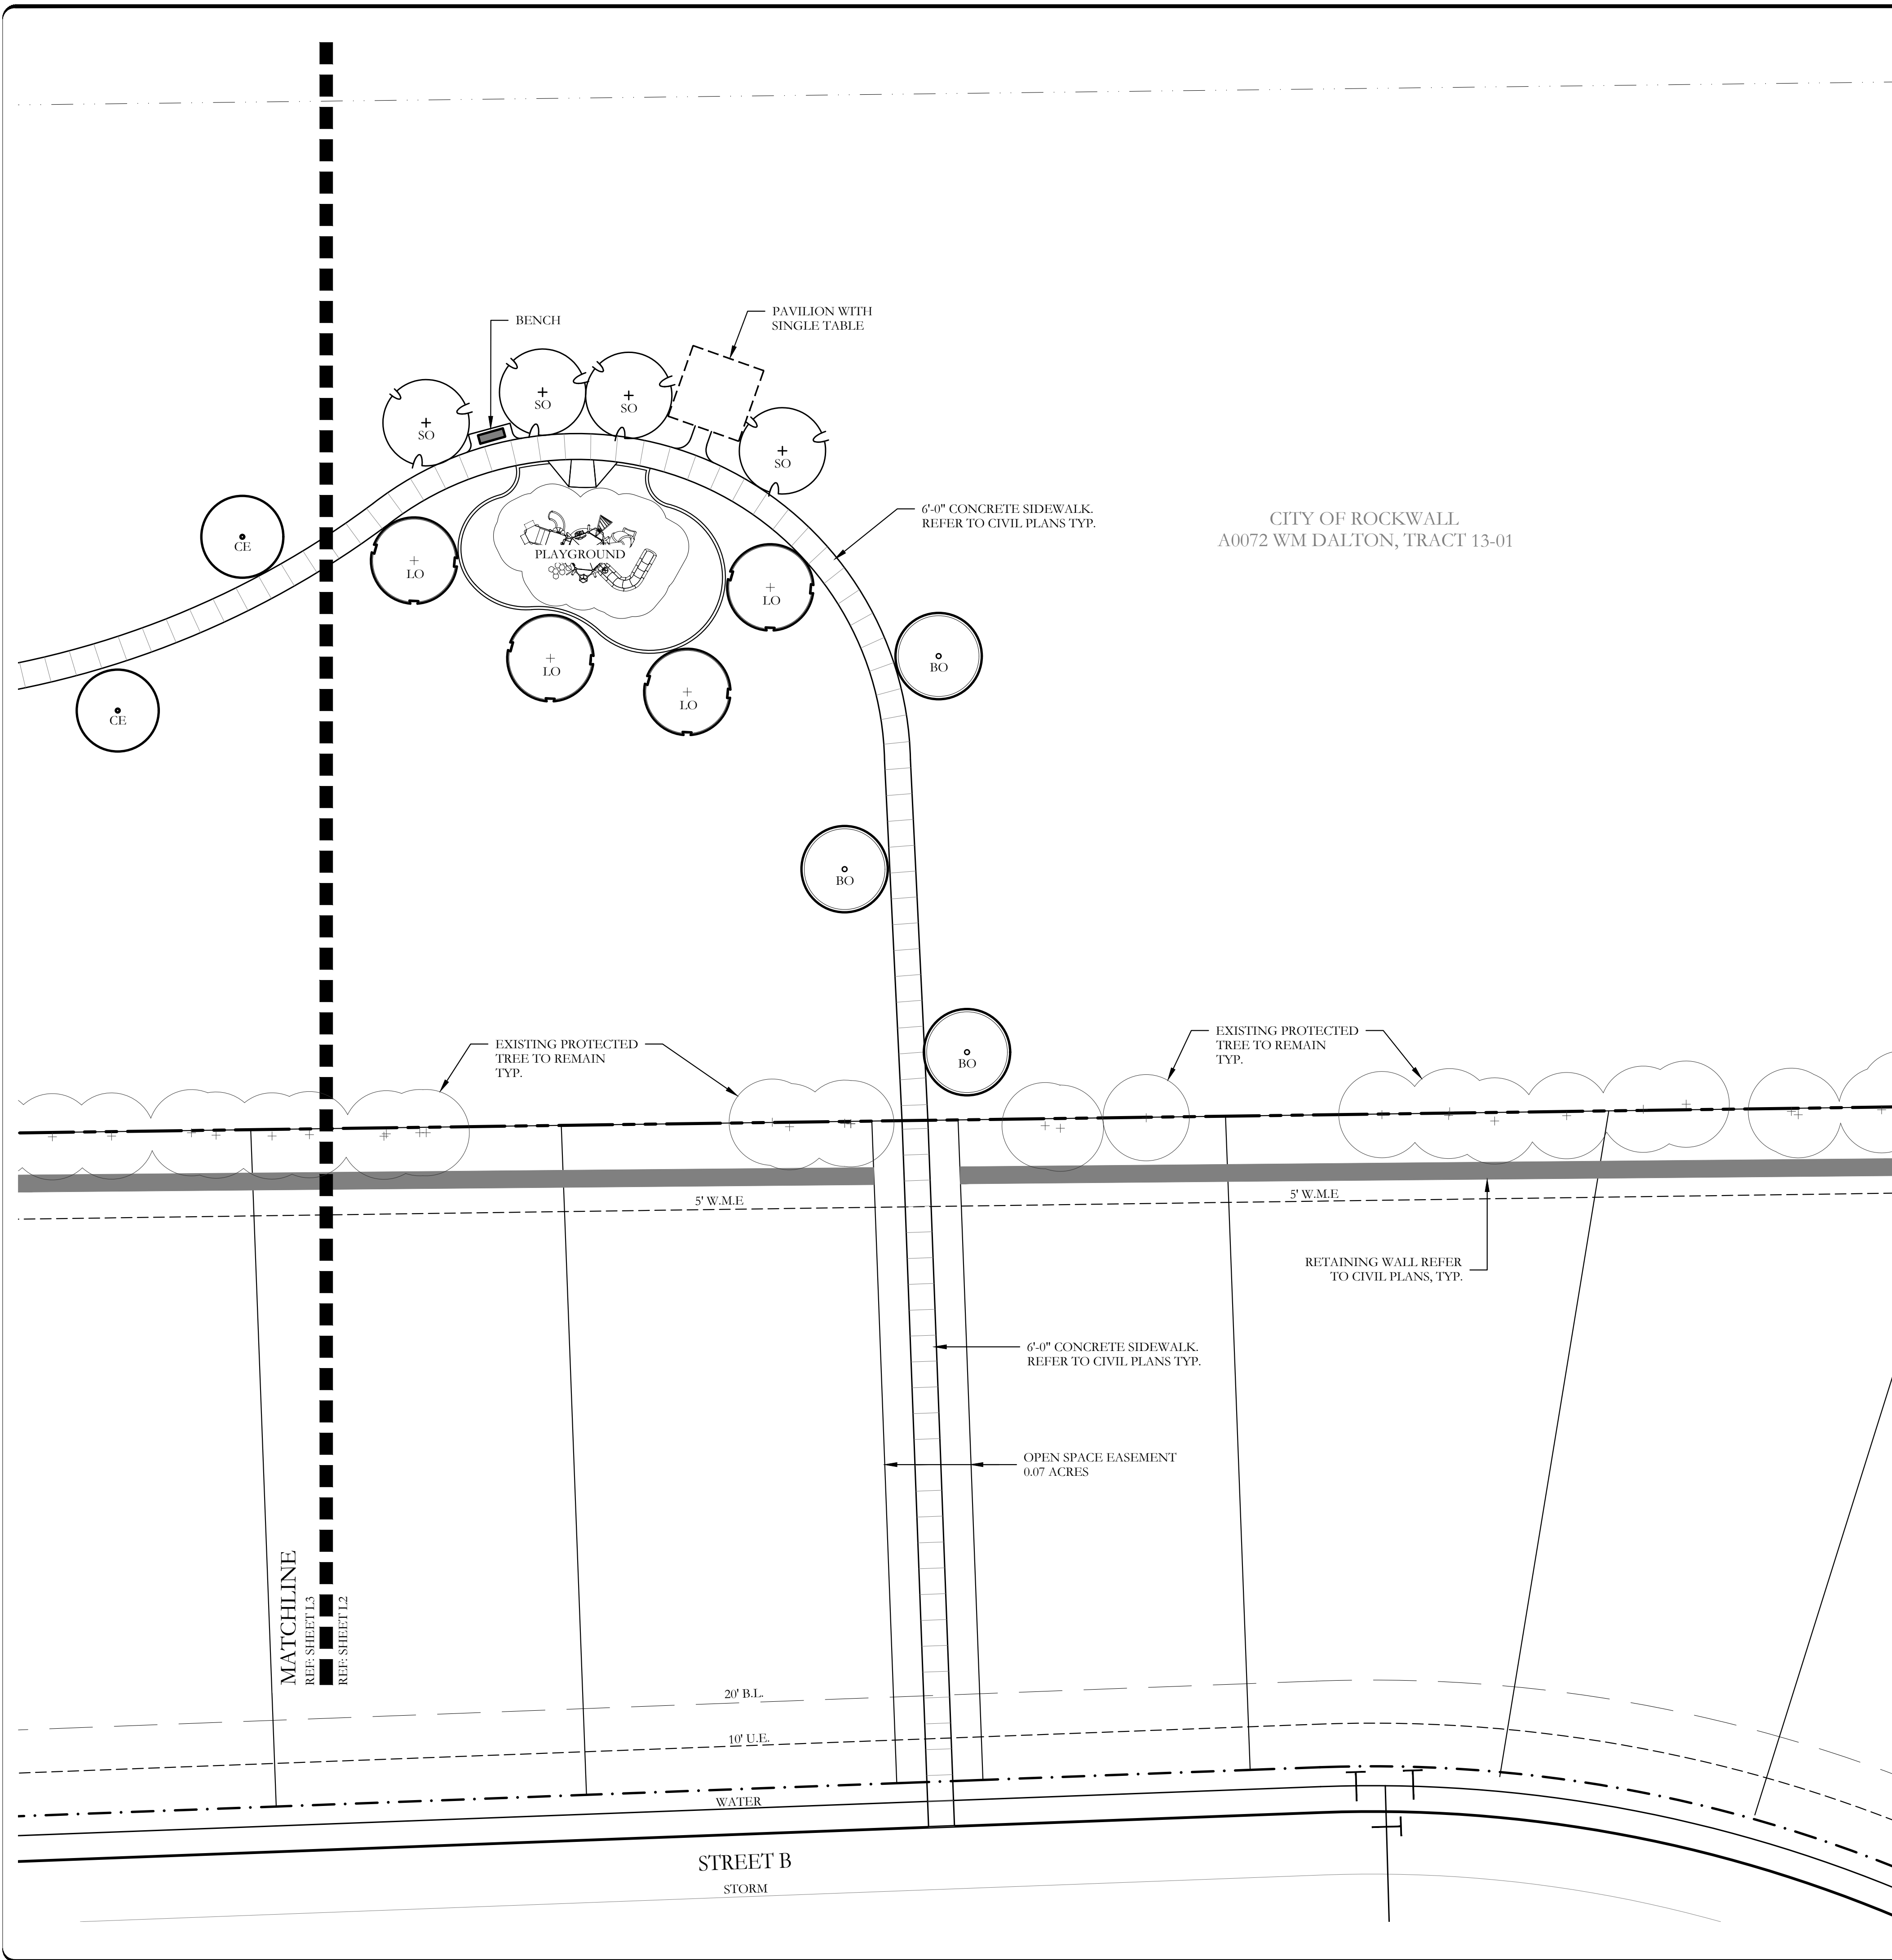 BENCH
PAVILION WITH
SINGLE TABLE
SO
SO
SO
SO
6'-0" CONCRETE SIDEWALK.
REFER TO CIVIL PLANS TYP.
CITY OF ROCKWALL
A0072 WM DALTON, TRACT 13-01
CE
PLAYGROUND
LO
LO
LO
LO
BO
CE
BO
EXISTING PROTECTED
TREE TO REMAIN
TYP.
BO
EXISTING PROTECTED
TREE TO REMAIN
TYP.
5' W.M.E
5' W.M.E
RETAINING WALL REFER
TO CIVIL PLANS, TYP.
6'-0" CONCRETE SIDEWALK.
REFER TO CIVIL PLANS TYP.
OPEN SPACE EASEMENT
0.07 ACRES
MATCHLINE
REF: SHEET L3
REF: SHEET L2
20' B.L.
10' U.E.
WATER
STREET B
STORM